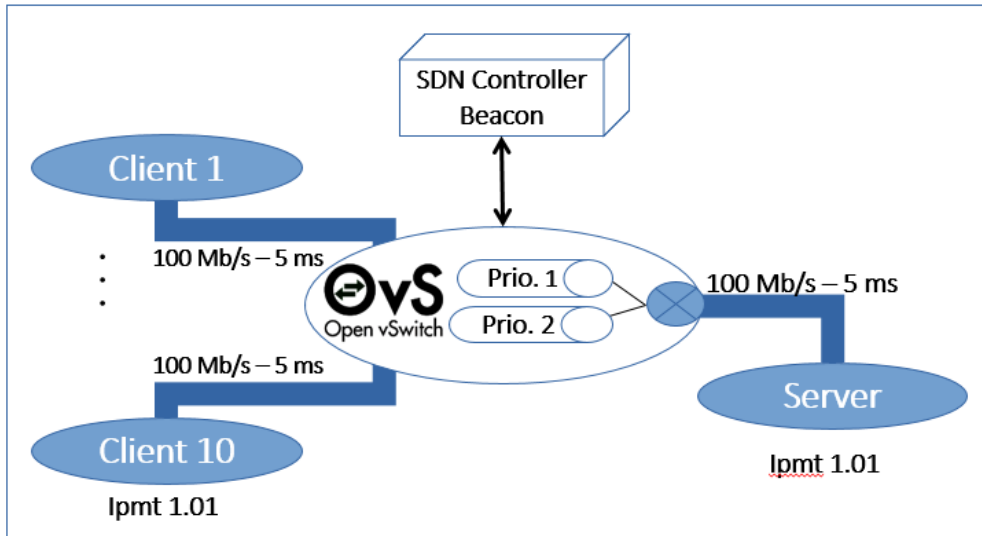 SDN Controller
Beacon
Client 1
100 Mb/s – 5 ms
OvS
Open vSwitch
Prio. 1
Prio. 2
100 Mb/s – 5 ms
100 Mb/s – 5 ms
Client 10
Ipmt 1.01
Server
Ipmt 1.01